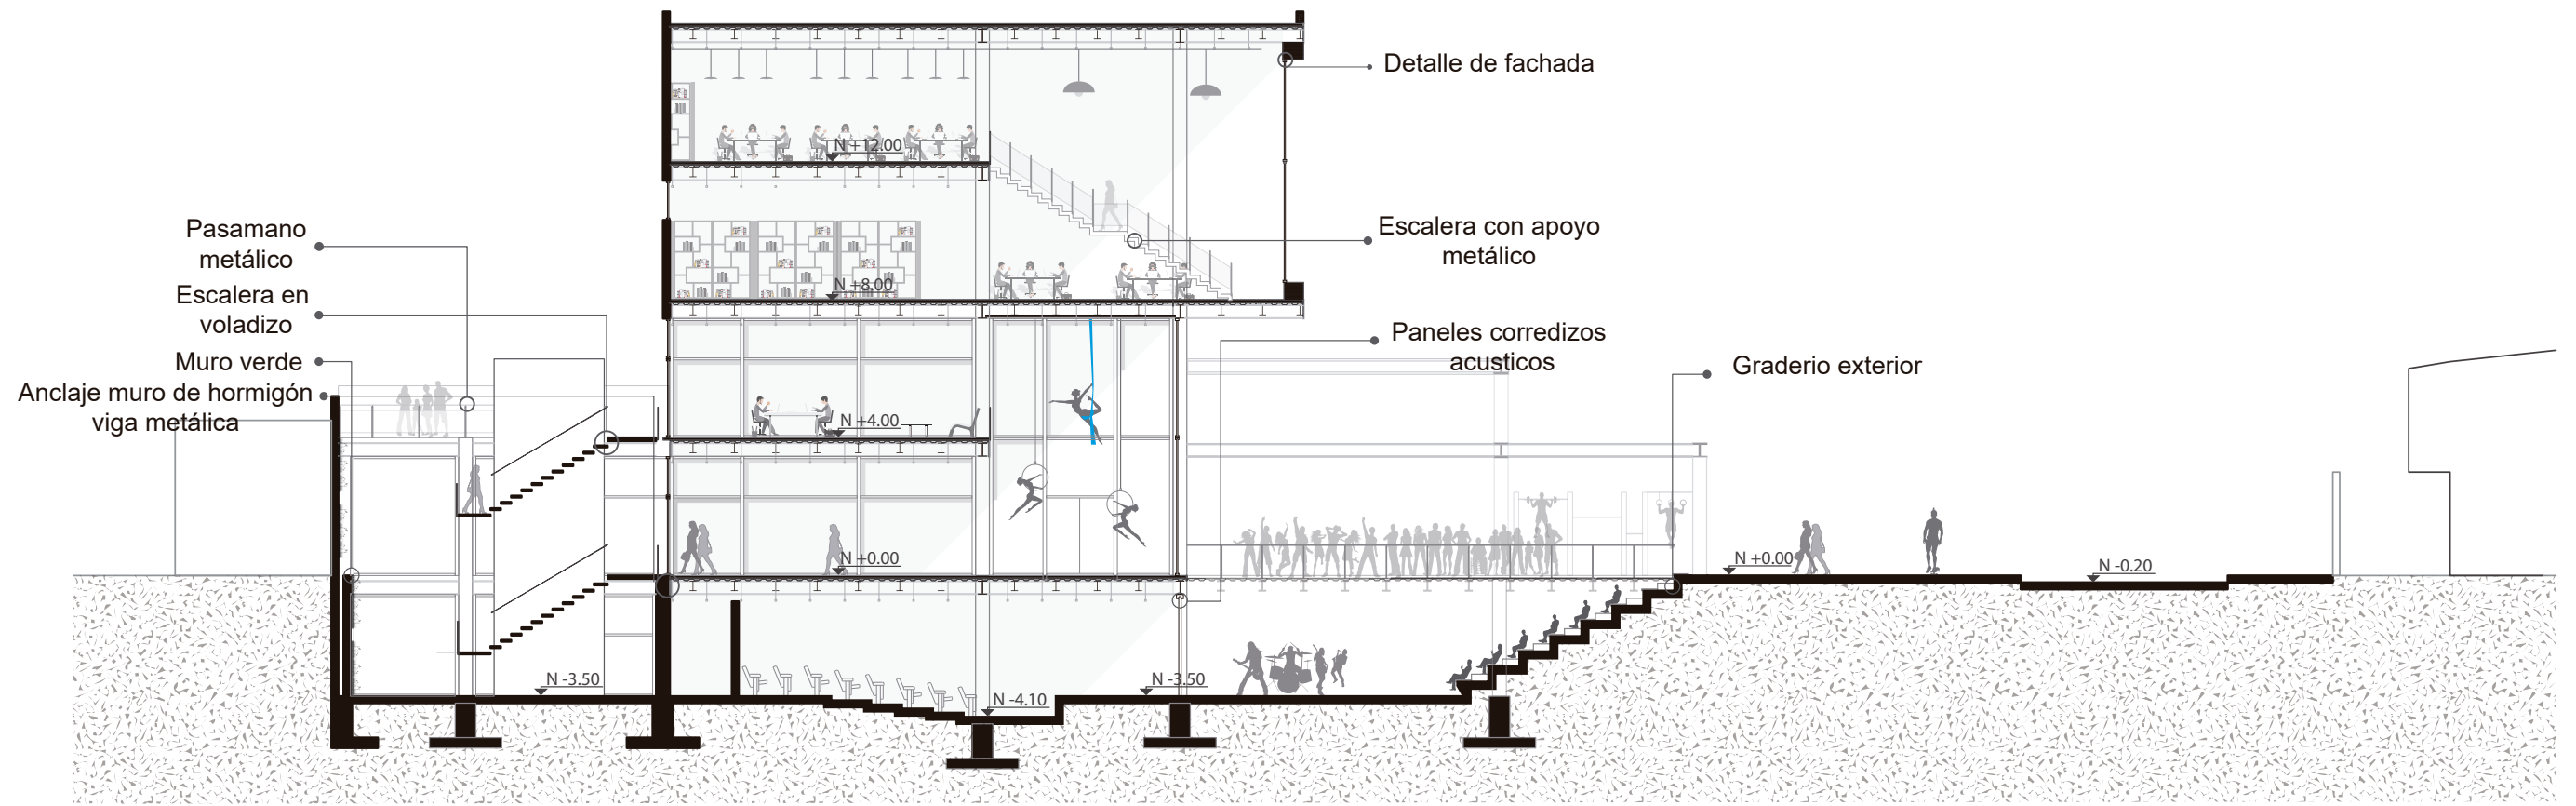 Detalle de fachada
N +12.00
Pasamano
metálico
Escalera con apoyo
metálico
N +8.00
Escalera en
voladizo
Paneles corredizos
acusticos
Muro verde
Graderio exterior
Anclaje muro de hormigón
viga metálica
N +4.00
N +0.00
N +0.00
N -0.20
N -3.50
N -4.10
N -3.50